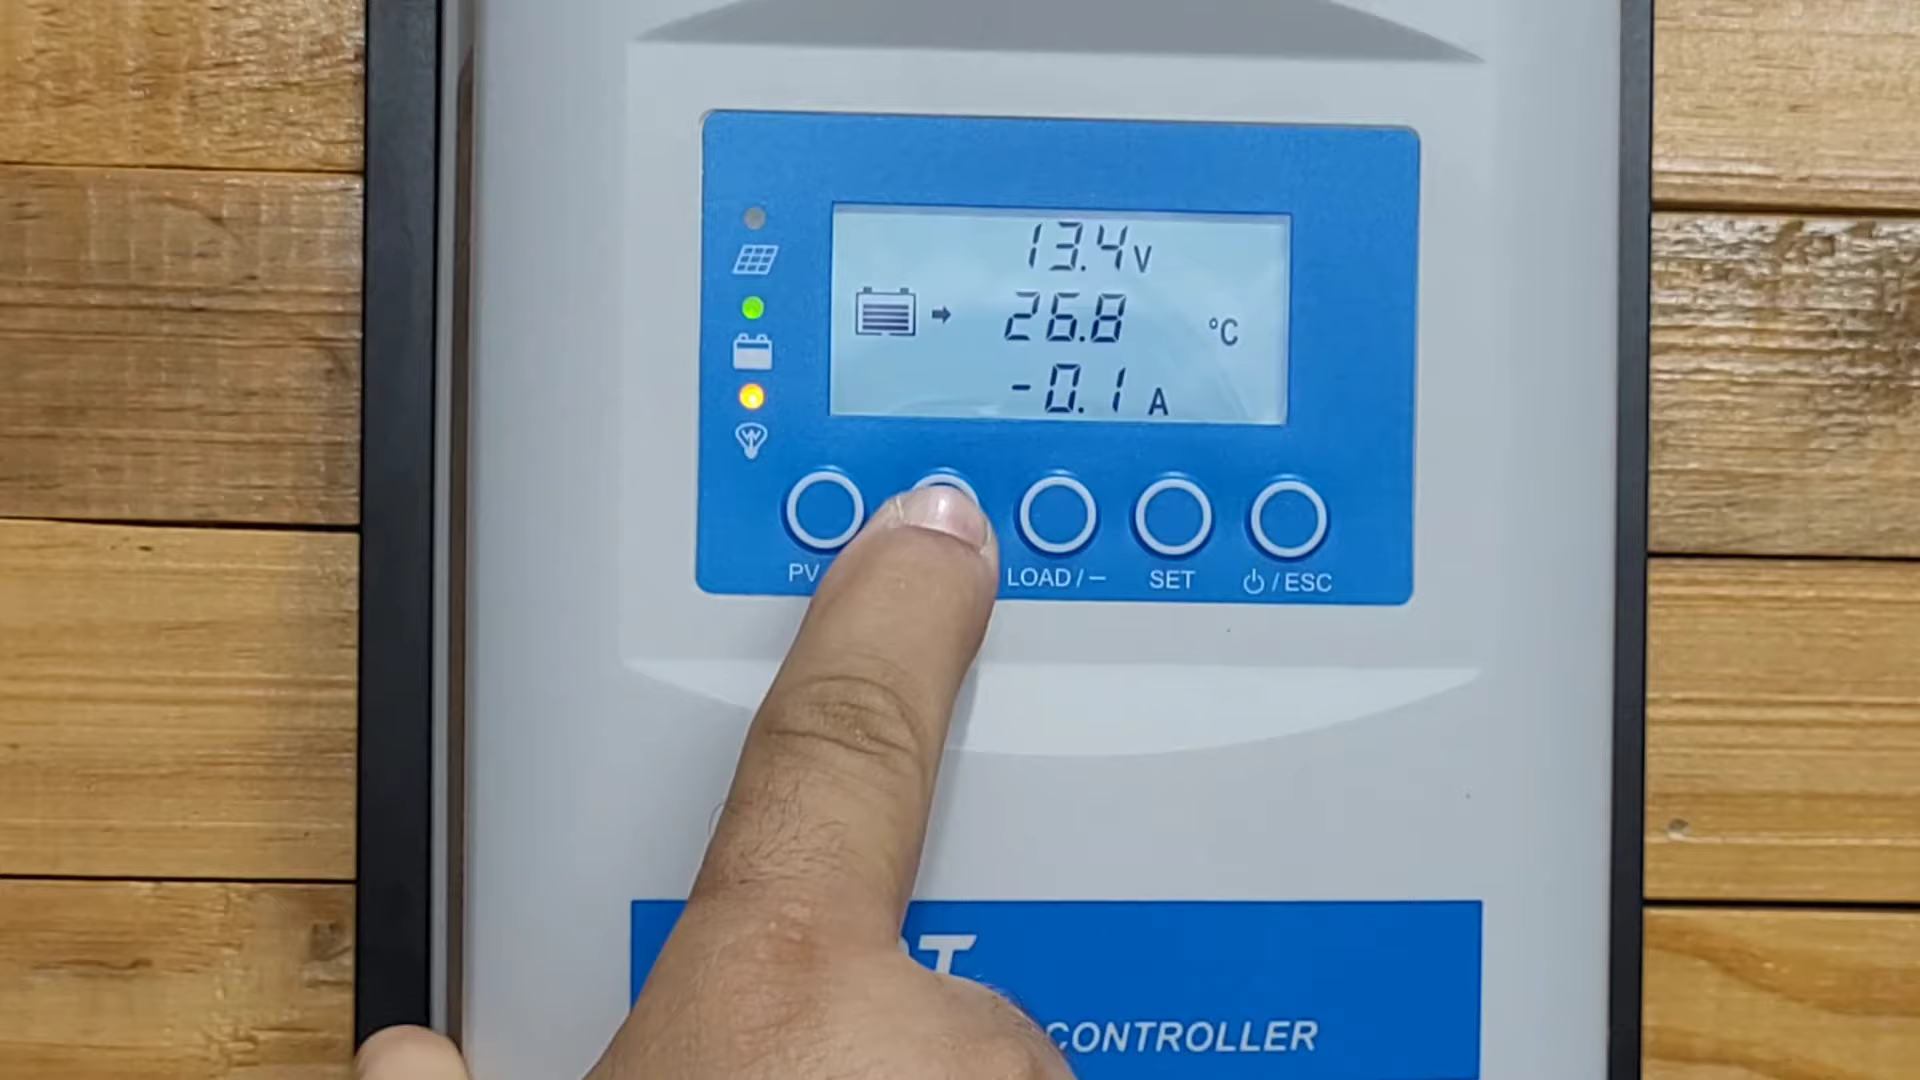 13.4V
26.8 °C
-0.1 A
PV
LOAD / −
SET
⏻ / ESC
CONTROLLER